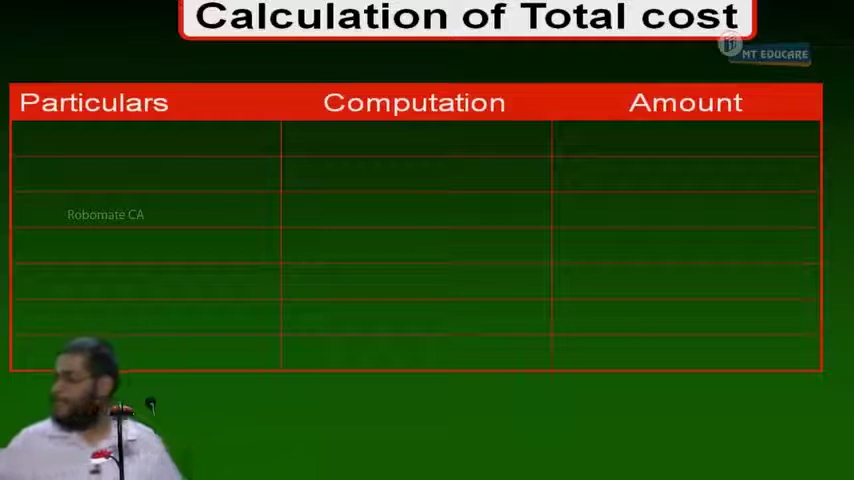 Calculation of Total cost
MT EDUCARE
Particulars Computation Amount
Robomate CA